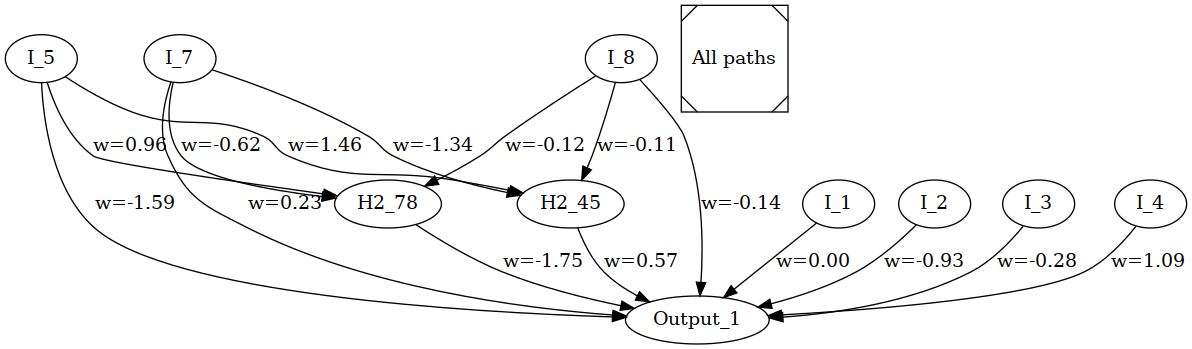 I_5
I_7
I_8
All paths
w=0.96
w=-0.62
w=1.46
w=-1.34
w=-0.12
w=-0.11
w=-1.59
w=0.23
H2_78
H2_45
w=-0.14
I_1
I_2
I_3
I_4
w=-1.75
w=0.57
w=0.00
w=-0.93
w=-0.28
w=1.09
Output_1